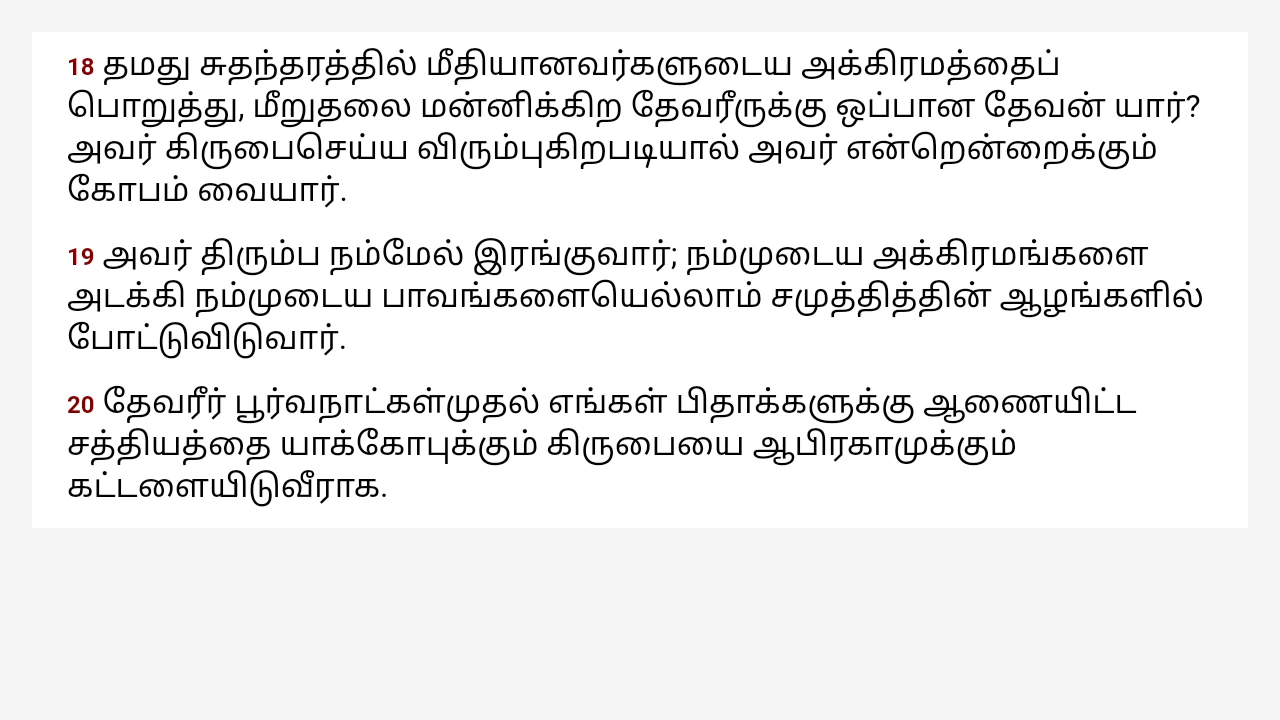 18 தமது சுதந்தரத்தில் மீதியானவர்களுடைய அக்கிரமத்தைப்
பொறுத்து, மீறுதலை மன்னிக்கிற தேவரீருக்கு ஒப்பான தேவன் யார்?
அவர் கிருபைசெய்ய விரும்புகிறபடியால் அவர் என்றென்றைக்கும்
கோபம் வையார்.
19 அவர் திரும்ப நம்மேல் இரங்குவார்; நம்முடைய அக்கிரமங்களை
அடக்கி நம்முடைய பாவங்களையெல்லாம் சமுத்தித்தின் ஆழங்களில்
போட்டுவிடுவார்.
20 தேவரீர் பூர்வநாட்கள்முதல் எங்கள் பிதாக்களுக்கு ஆணையிட்ட
சத்தியத்தை யாக்கோபுக்கும் கிருபையை ஆபிரகாமுக்கும்
கட்டளையிடுவீராக.